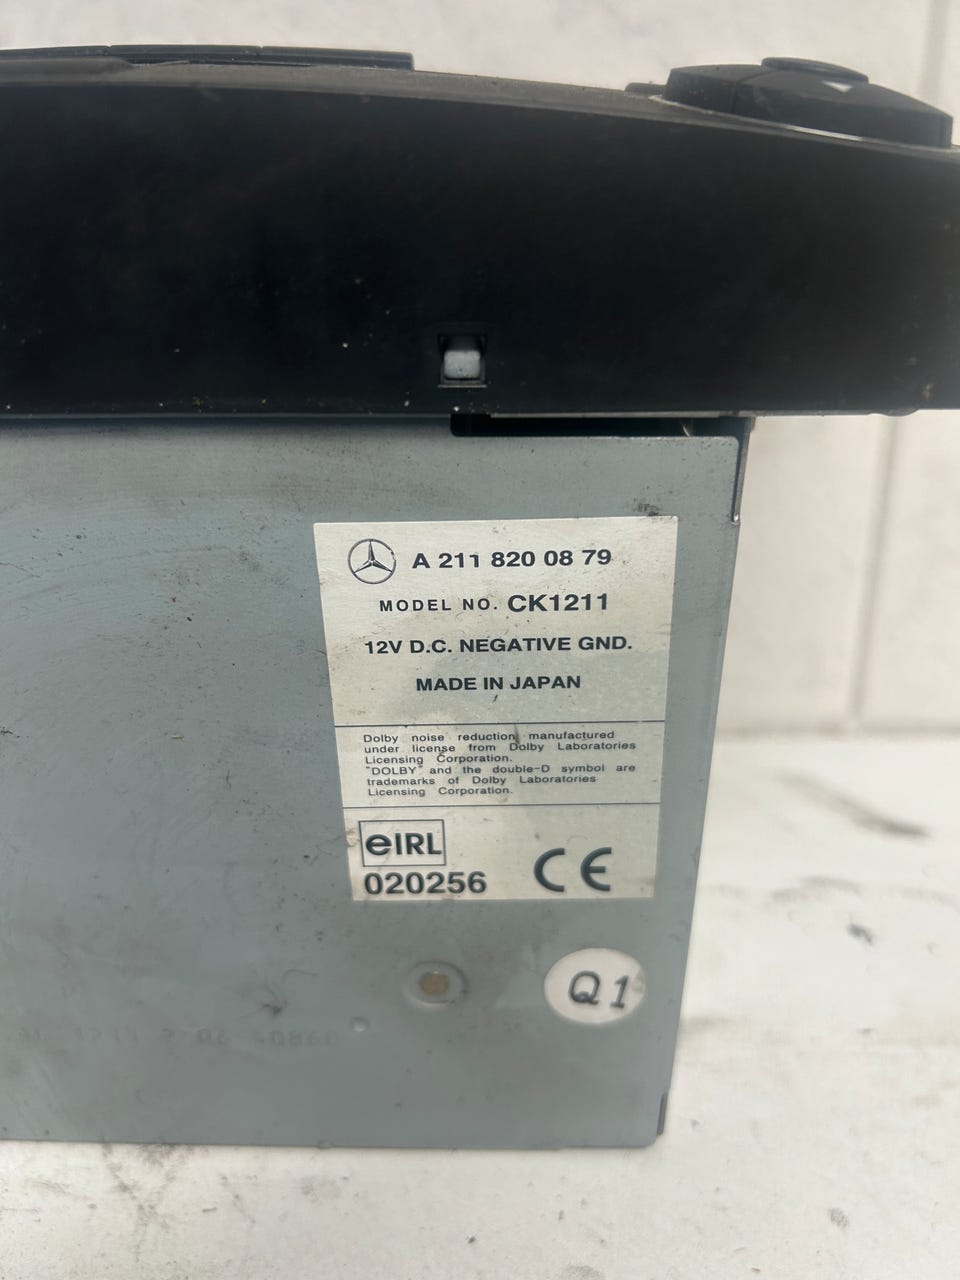 A 211 820 08 79
MODEL NO. CK1211
12V D.C. NEGATIVE GND.
MADE IN JAPAN
Dolby noise reduction manufactured
under license from Dolby Laboratories
Licensing Corporation.
"DOLBY" and the double-D symbol are
trademarks of Dolby Laboratories
Licensing Corporation.
eIRL
020256 CE
Q1